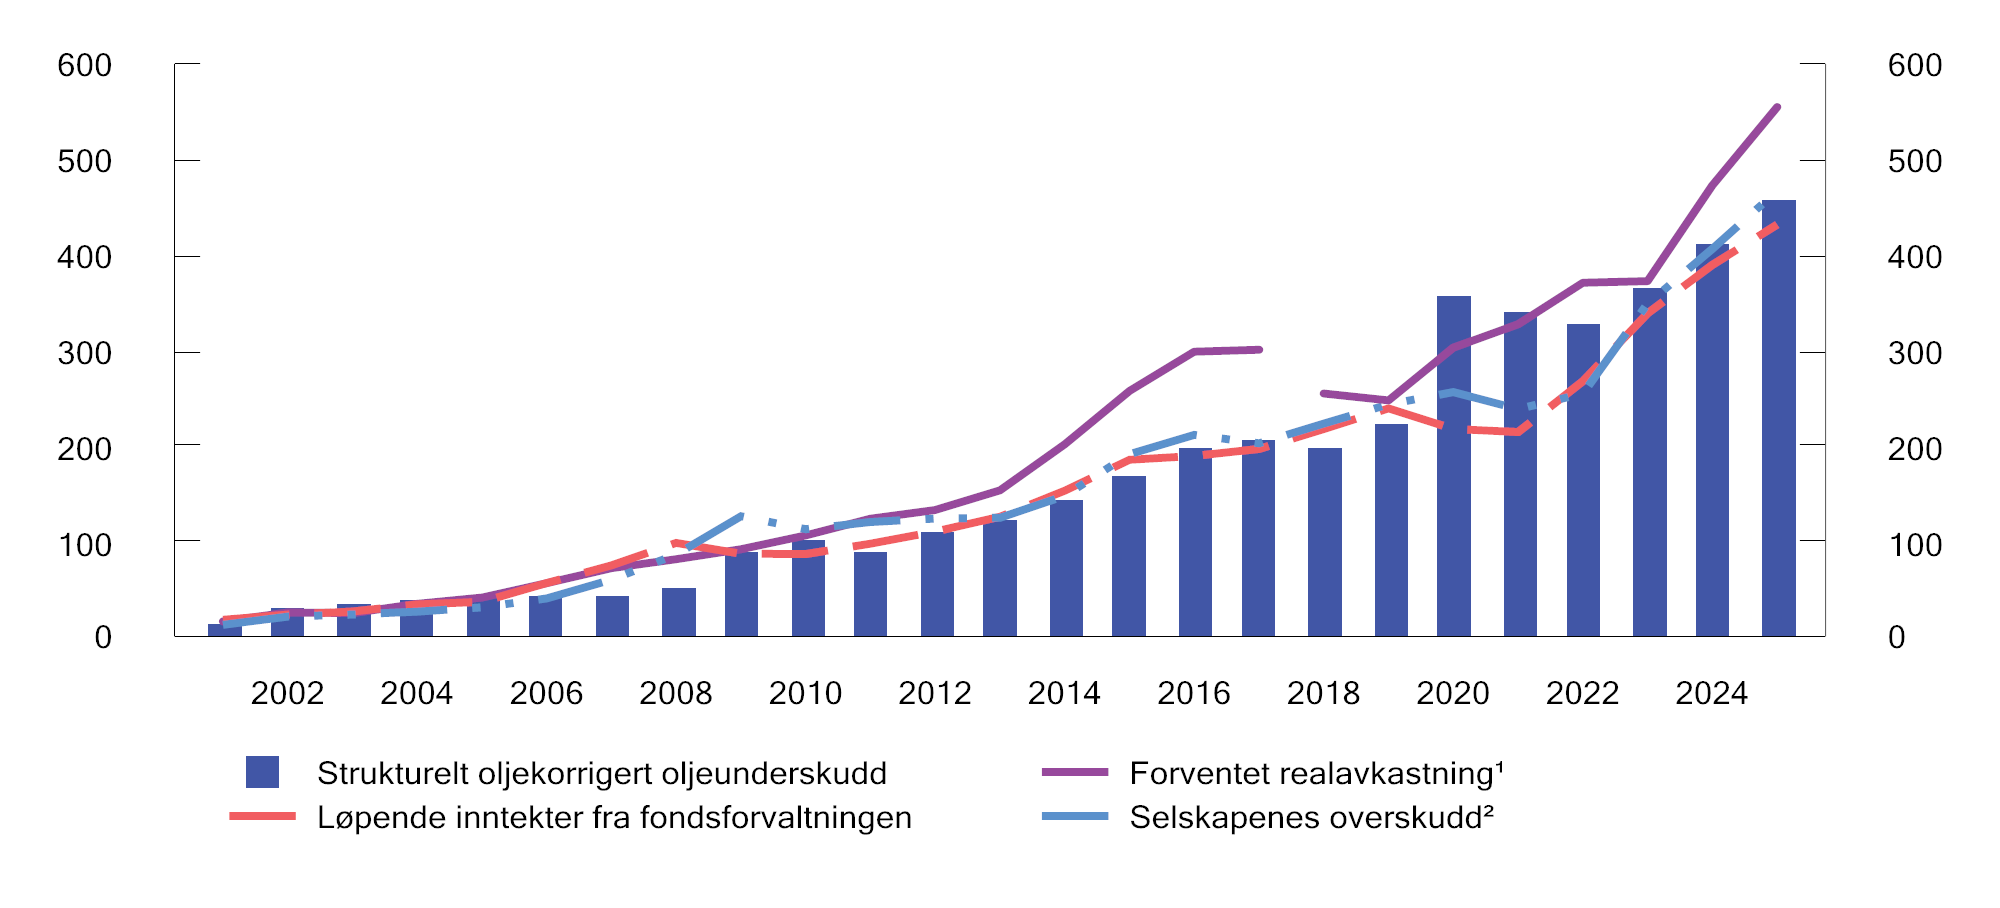 600 600
500 500
400 400
300 300
200 200
100 100
0 0
2002 2004 2006 2008 2010 2012 2014 2016 2018 2020 2022 2024
Strukturelt oljekorrigert oljeunderskudd Forventet realavkastning¹
Løpende inntekter fra fondsforvaltningen Selskapenes overskudd²